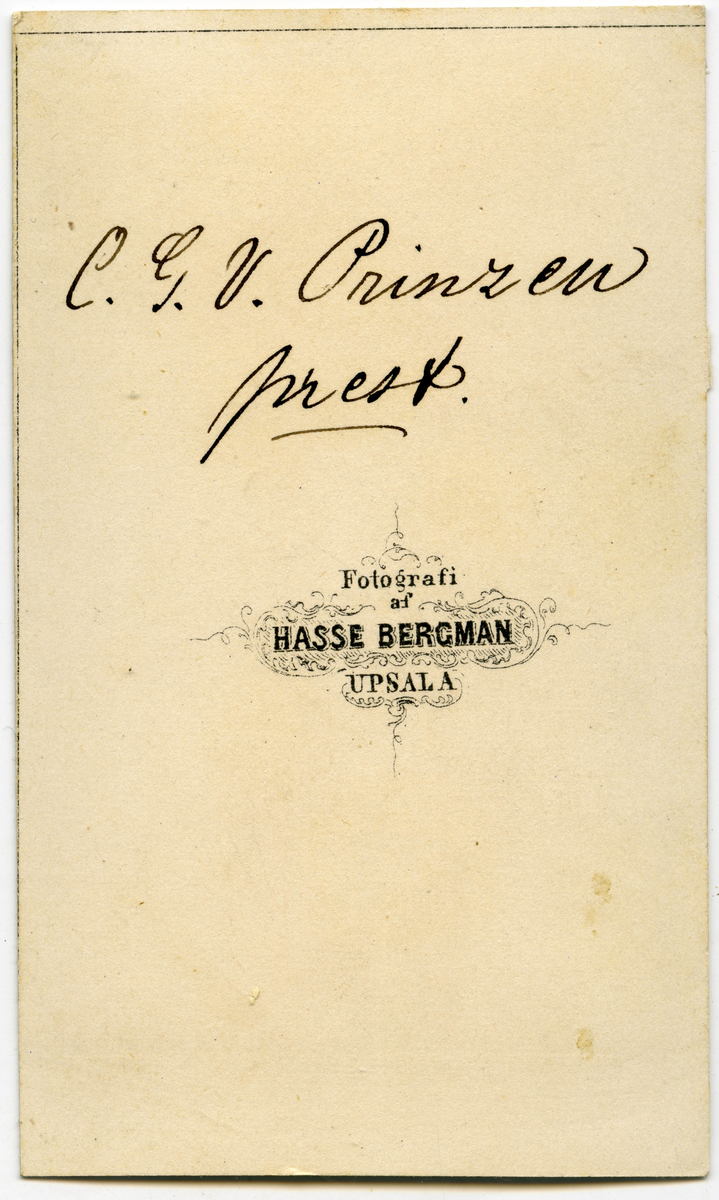 C. G. V. Prinzen
prest.
Fotografi
af
HASSE BERGMAN
UPSALA